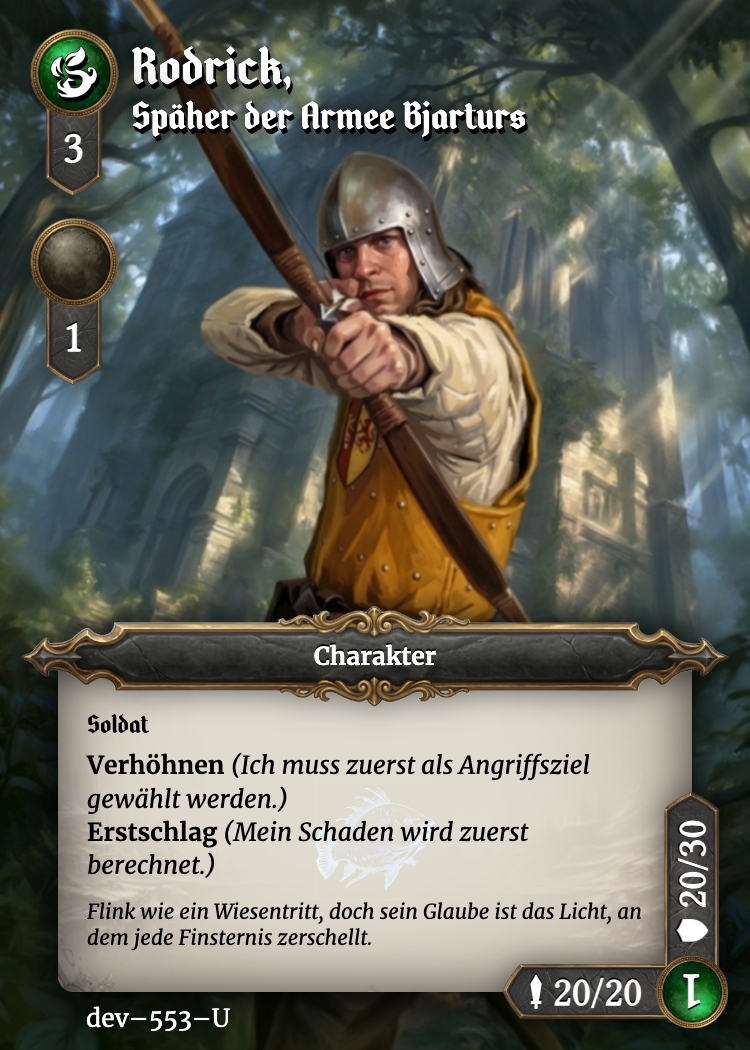 Rodrick,
Späher der Armee Bjarturs
3
1
Charakter
Soldat
Verhöhnen (Ich muss zuerst als Angriffsziel
gewählt werden.)
Erstschlag (Mein Schaden wird zuerst
berechnet.)
Flink wie ein Wiesentritt, doch sein Glaube ist das Licht, an
dem jede Finsternis zerschellt.
20/30
20/20
1
dev–553–U